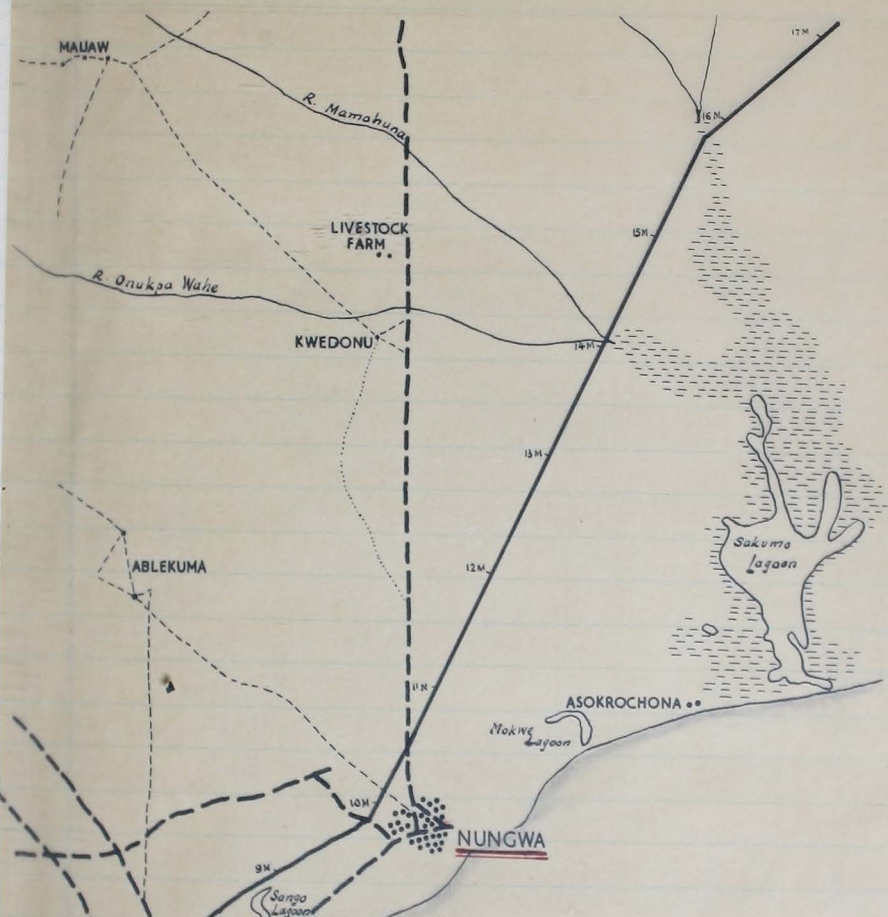 17M
MALJAW
16M
R. Mamahuna
LIVESTOCK
FARM
15M
R. Onukpa Wahe
KWEDONU
14M
13M
Sakumo
Lagoon
ABLEKUMA
12M
11M
ASOKROCHONA
Mokwe
Lagoon
10M
NUNGWA
9M
Sango
Lagoon